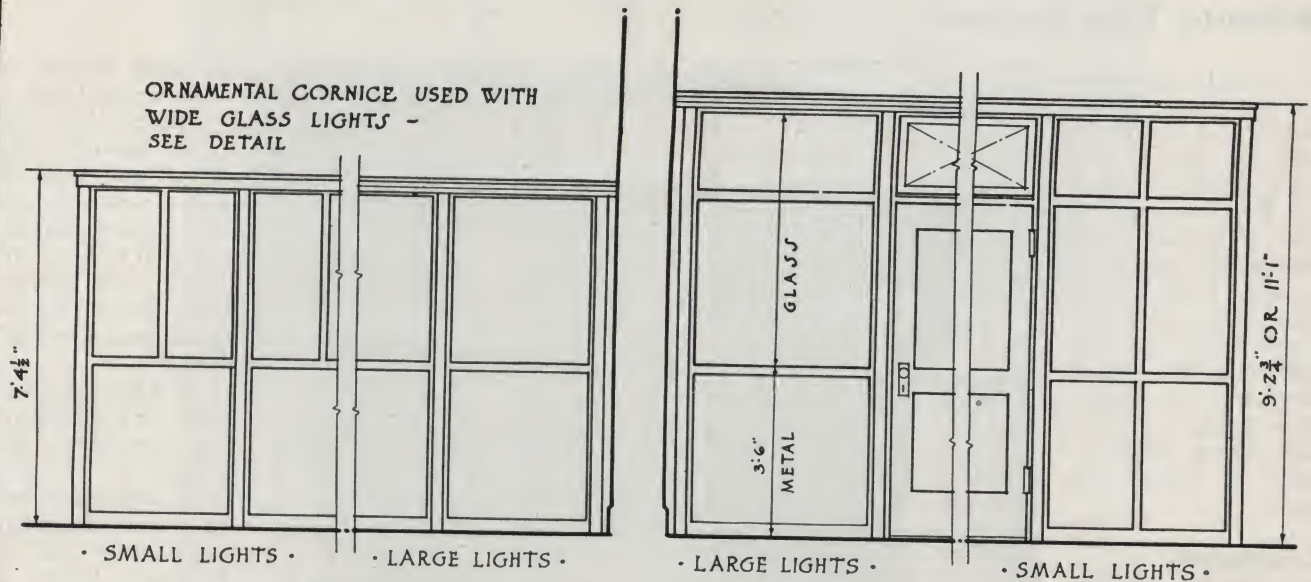 ORNAMENTAL CORNICE USED WITH
WIDE GLASS LIGHTS -
SEE DETAIL
7'-4½"
· SMALL LIGHTS ·
· LARGE LIGHTS ·
GLASS
3'-6"
METAL
9'-2¾" OR 11'-1"
· LARGE LIGHTS ·
· SMALL LIGHTS ·